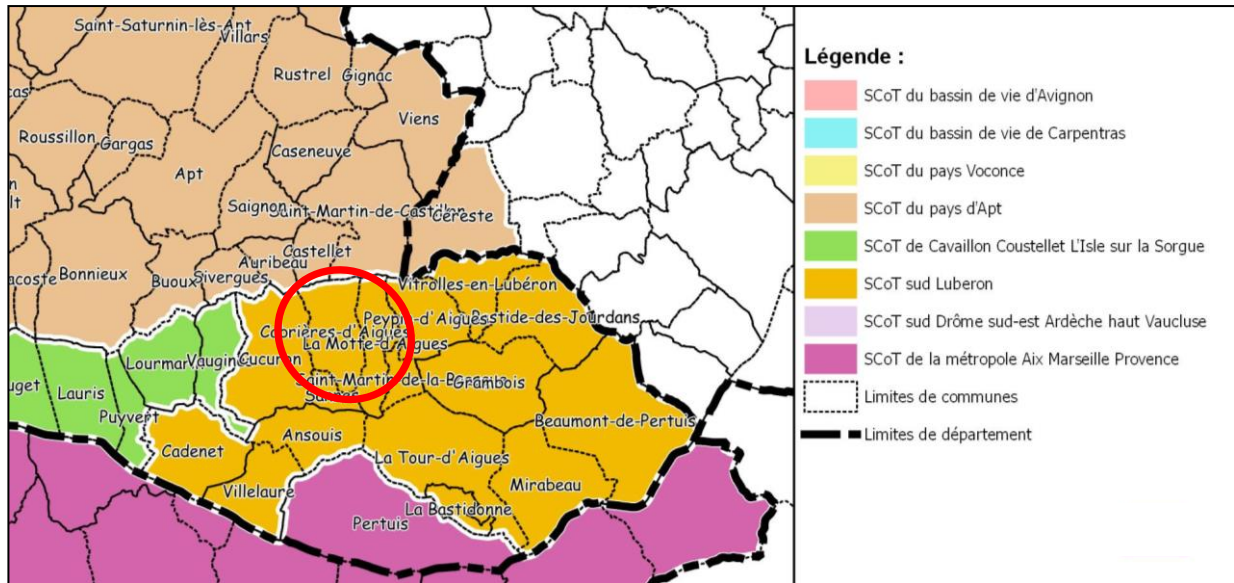 Saint-Saturnin-lès-Ant
Villars
Rustrel
Gignac
Viens
cas
Roussillon
Gargas
Caseneuve
Apt
lt
Saignon
Saint-Martin-de-Castillon
Céreste
Castellet
Auribeau
Sivergues
Buoux
Bonnieux
acoste
Vitrolles-en-Lubéron
Peypin-d'Aigues
Bastide-des-Jourdans
Cabrières-d'Aigues
La Motte-d'Aigues
Lourmarin
Vaugines
Cucuron
Saint-Martin-de-la-Brasque
Grambois
uget
Lauris
Puyvert
Beaumont-de-Pertuis
Cadenet
Ansouis
La Tour-d'Aigues
Mirabeau
Villelaure
La Bastidonne
Pertuis
Légende :
SCoT du bassin de vie d'Avignon
SCoT du bassin de vie de Carpentras
SCoT du pays Voconce
SCoT du pays d'Apt
SCoT de Cavaillon Coustellet L'Isle sur la Sorgue
SCoT sud Luberon
SCoT sud Drôme sud-est Ardèche haut Vaucluse
SCoT de la métropole Aix Marseille Provence
Limites de communes
Limites de département